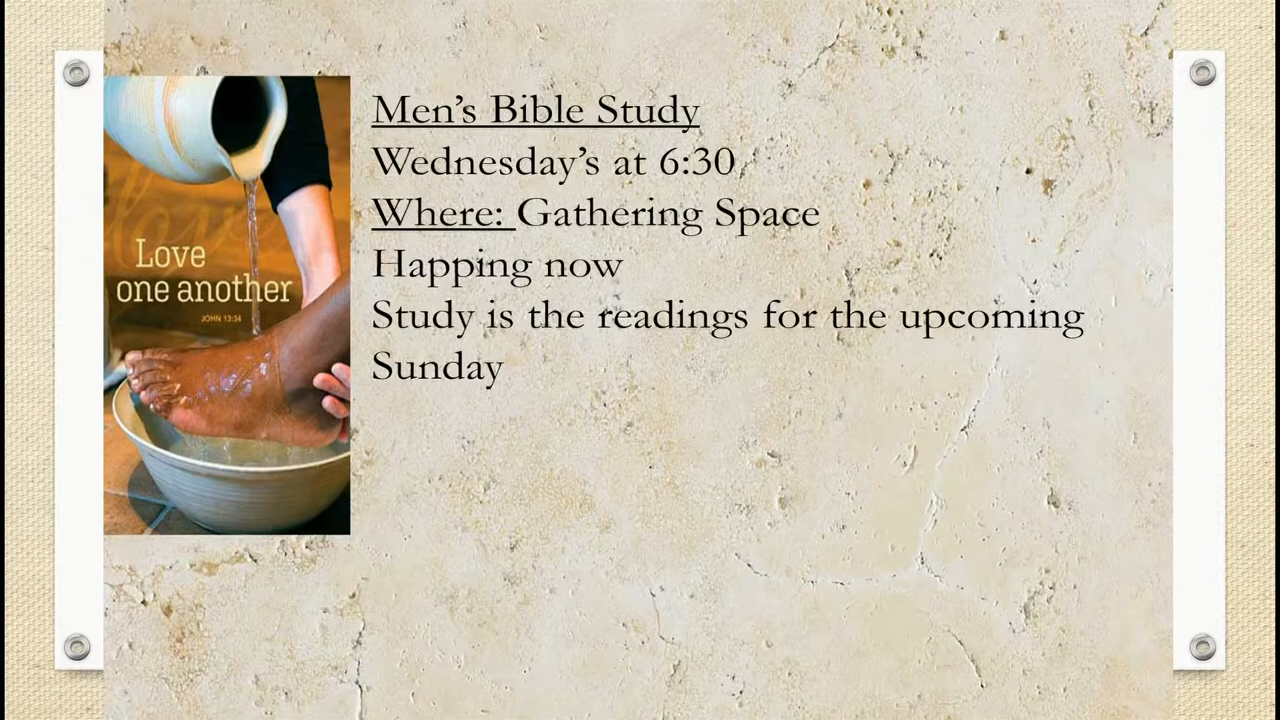 Men’s Bible Study
Wednesday’s at 6:30
Where: Gathering Space
Happing now
Study is the readings for the upcoming
Sunday
love
Love
one another
JOHN 13:34